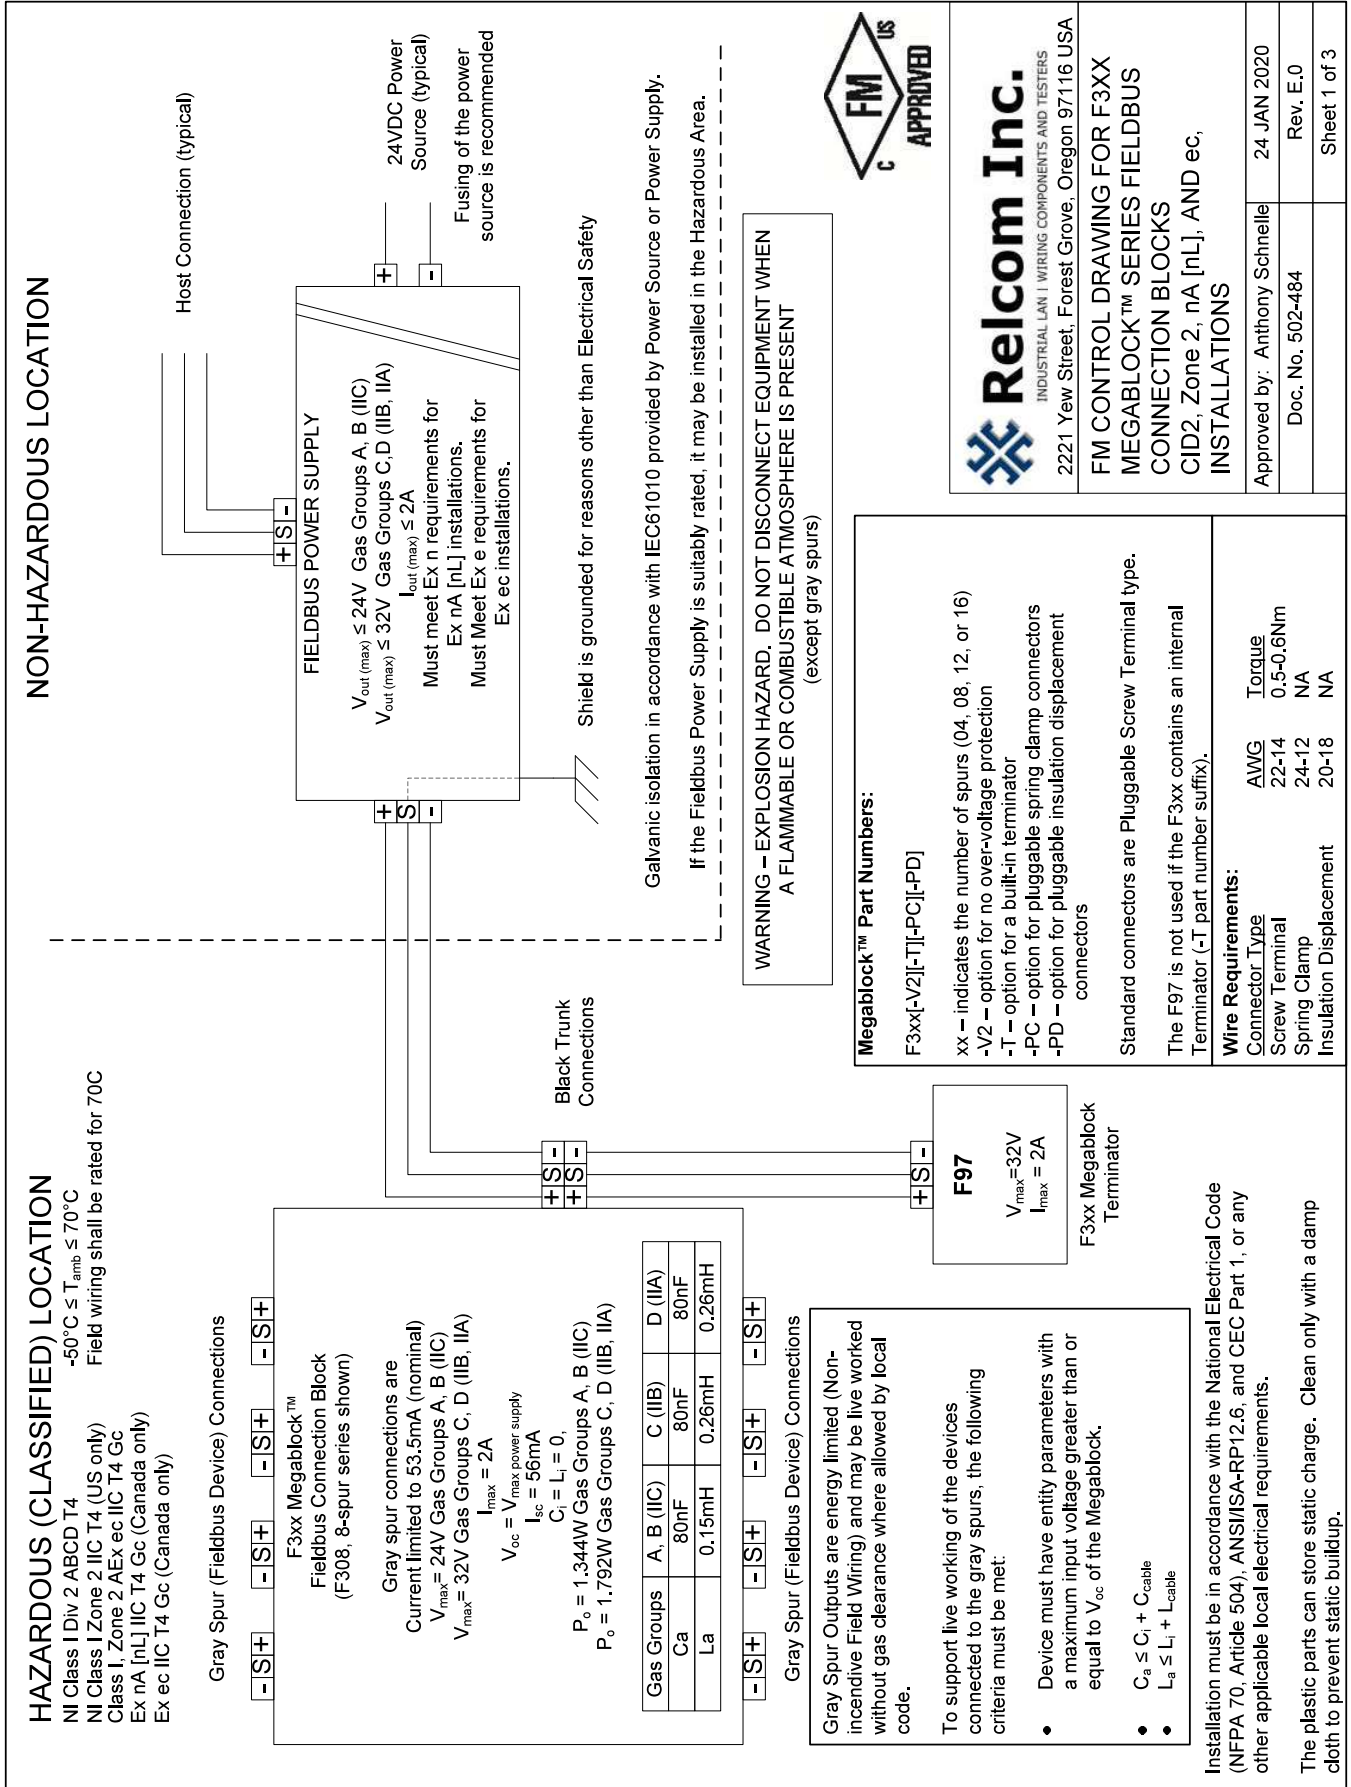 HAZARDOUS (CLASSIFIED) LOCATION
NI Class I Div 2 ABCD T4
-50°C ≤ Tamb ≤ 70°C
NI Class I Zone 2 IIC T4 (US only)
Field wiring shall be rated for 70C
Class I, Zone 2 AEx ec IIC T4 Gc
Ex nA [nL] IIC T4 Gc (Canada only)
Ex ec IIC T4 Gc (Canada only)
Gray Spur (Fieldbus Device) Connections
- S +
- S +
- S +
- S +
F3xx Megablock™
Fieldbus Connection Block
(F308, 8-spur series shown)
Gray spur connections are
Current limited to 53.5mA (nominal)
Vmax= 24V Gas Groups A, B (IIC)
Vmax= 32V Gas Groups C, D (IIB, IIA)
Imax = 2A
Voc = Vmax power supply
Isc = 56mA
Ci = Li = 0,
Po = 1.344W Gas Groups A, B (IIC)
Po = 1.792W Gas Groups C, D (IIB, IIA)
Gas Groups A, B (IIC) C (IIB) D (IIA)
Ca 80nF 80nF 80nF
La 0.15mH 0.26mH 0.26mH
- S +
- S +
- S +
- S +
Gray Spur (Fieldbus Device) Connections
+ S -
+ S -
Black Trunk
Connections
NON-HAZARDOUS LOCATION
Host Connection (typical)
+ S -
FIELDBUS POWER SUPPLY
Vout (max) ≤ 24V Gas Groups A, B (IIC)
Vout (max) ≤ 32V Gas Groups C,D (IIB, IIA)
Iout (max) ≤ 2A
Must meet Ex n requirements for
Ex nA [nL] installations.
Must Meet Ex e requirements for
Ex ec installations.
+
S
-
+
-
24VDC Power
Source (typical)
Fusing of the power
source is recommended
Shield is grounded for reasons other than Electrical Safety
Galvanic isolation in accordance with IEC61010 provided by Power Source or Power Supply.
If the Fieldbus Power Supply is suitably rated, it may be installed in the Hazardous Area.
WARNING – EXPLOSION HAZARD. DO NOT DISCONNECT EQUIPMENT WHEN
A FLAMMABLE OR COMBUSTIBLE ATMOSPHERE IS PRESENT
(except gray spurs)
Gray Spur Outputs are energy limited (Non-
incendive Field Wiring) and may be live worked
without gas clearance where allowed by local
code.
To support live working of the devices
connected to the gray spurs, the following
criteria must be met:
• Device must have entity parameters with
a maximum input voltage greater than or
equal to Voc of the Megablock.
• Ca ≤ Ci + Ccable
• La ≤ Li + Lcable
+ S -
F97
Vmax=32V
Imax = 2A
F3xx Megablock
Terminator
Installation must be in accordance with the National Electrical Code
(NFPA 70, Article 504), ANSI/ISA-RP12.6, and CEC Part 1, or any
other applicable local electrical requirements.
The plastic parts can store static charge. Clean only with a damp
cloth to prevent static buildup.
Megablock™ Part Numbers:
F3xx[-V2][-T][-PC][-PD]
xx – indicates the number of spurs (04, 08, 12, or 16)
-V2 – option for no over-voltage protection
-T – option for a built-in terminator
-PC – option for pluggable spring clamp connectors
-PD – option for pluggable insulation displacement
connectors
Standard connectors are Pluggable Screw Terminal type.
The F97 is not used if the F3xx contains an internal
Terminator (-T part number suffix).
Wire Requirements:
Connector Type AWG Torque
Screw Terminal 22-14 0.5-0.6Nm
Spring Clamp 24-12 NA
Insulation Displacement 20-18 NA
C FM US
APPROVED
Relcom Inc.
INDUSTRIAL LAN | WIRING COMPONENTS AND TESTERS
2221 Yew Street, Forest Grove, Oregon 97116 USA
FM CONTROL DRAWING FOR F3XX
MEGABLOCK™ SERIES FIELDBUS
CONNECTION BLOCKS
CID2, Zone 2, nA [nL], AND ec,
INSTALLATIONS
Approved by: Anthony Schnelle 24 JAN 2020
Doc. No. 502-484 Rev. E.0
Sheet 1 of 3